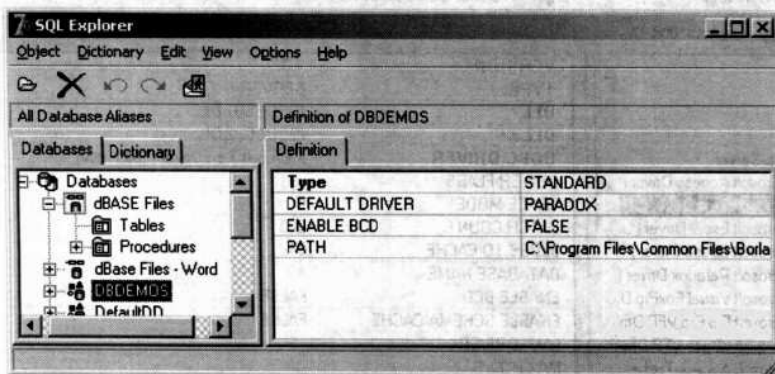 SQL Explorer
Object Dictionary Edit View Options Help
All Database Aliases
Definition of DBDEMOS
Databases Dictionary
Definition
Databases
dBASE Files
Tables
Procedures
dBase Files - Word
DBDEMOS
DefaultDD
Type STANDARD
DEFAULT DRIVER PARADOX
ENABLE BCD FALSE
PATH C:\Program Files\Common Files\Borla